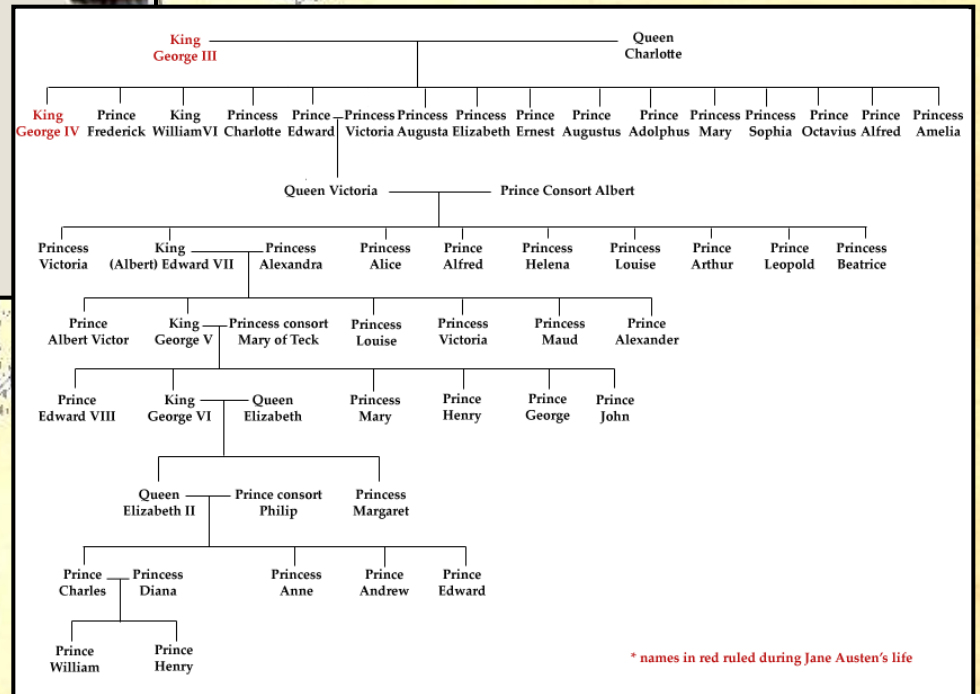 King
George III
Queen
Charlotte
King
George IV
Prince
Frederick
King
WilliamVI
Princess
Charlotte
Prince
Edward
Princess
Victoria
Princess
Augusta
Princess
Elizabeth
Prince
Ernest
Prince
Augustus
Prince
Adolphus
Princess
Mary
Princess
Sophia
Prince
Octavius
Prince
Alfred
Princess
Amelia
Queen Victoria
Prince Consort Albert
Princess
Victoria
King
(Albert) Edward VII
Princess
Alexandra
Princess
Alice
Prince
Alfred
Princess
Helena
Princess
Louise
Prince
Arthur
Prince
Leopold
Princess
Beatrice
Prince
Albert Victor
King
George V
Princess consort
Mary of Teck
Princess
Louise
Princess
Victoria
Princess
Maud
Prince
Alexander
Prince
Edward VIII
King
George VI
Queen
Elizabeth
Princess
Mary
Prince
Henry
Prince
George
Prince
John
Queen
Elizabeth II
Prince consort
Philip
Princess
Margaret
Prince
Charles
Princess
Diana
Princess
Anne
Prince
Andrew
Prince
Edward
Prince
William
Prince
Henry
* names in red ruled during Jane Austen's life